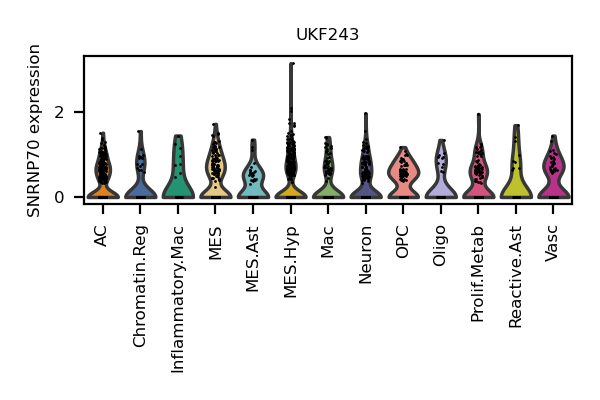 UKF243
SNRNP70 expression
2
0
AC
Chromatin.Reg
Inflammatory.Mac
MES
MES.Ast
MES.Hyp
Mac
Neuron
OPC
Oligo
Prolif.Metab
Reactive.Ast
Vasc